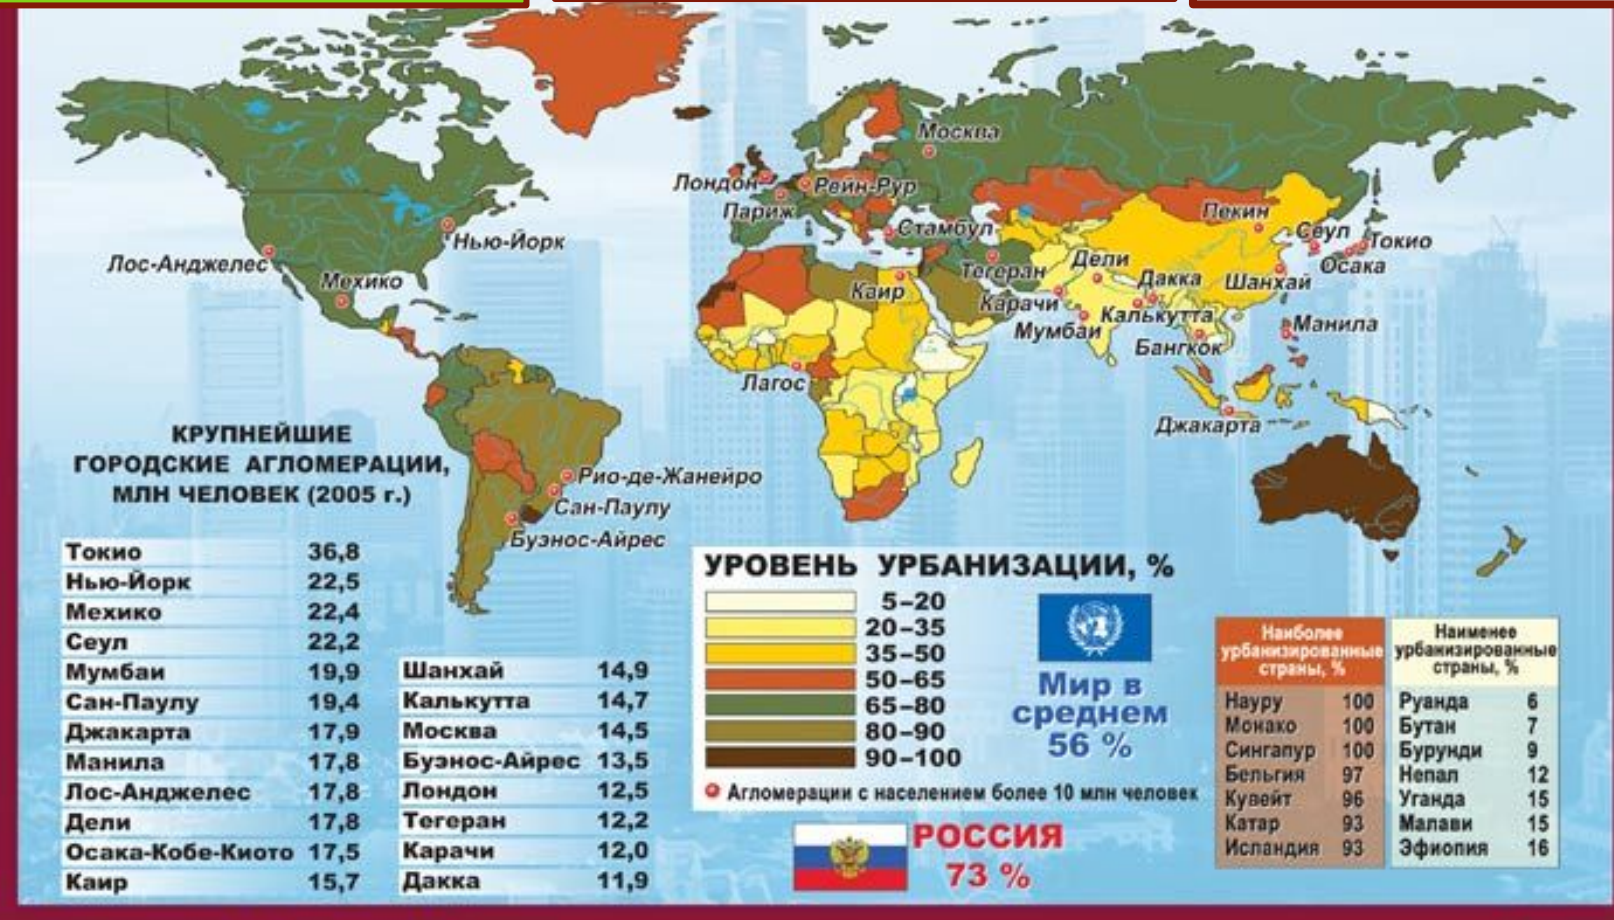 Москва
Лондон
Рейн-Рур
Париж
Пекин
Нью-Йорк
Стамбул
Сеул
Токио
Лос-Анджелес
Тегеран
Дели
Осака
Мехико
Каир
Дакка
Шанхай
Карачи
Калькутта
Мумбаи
Манила
Бангкок
Лагос
Джакарта
Рио-де-Жанейро
Сан-Паулу
Буэнос-Айрес
КРУПНЕЙШИЕ
ГОРОДСКИЕ АГЛОМЕРАЦИИ,
МЛН ЧЕЛОВЕК (2005 г.)
Токио 36,8
Нью-Йорк 22,5
Мехико 22,4
Сеул 22,2
Мумбаи 19,9
Сан-Паулу 19,4
Джакарта 17,9
Манила 17,8
Лос-Анджелес 17,8
Дели 17,8
Осака-Кобе-Киото 17,5
Каир 15,7
Шанхай 14,9
Калькутта 14,7
Москва 14,5
Буэнос-Айрес 13,5
Лондон 12,5
Тегеран 12,2
Карачи 12,0
Дакка 11,9
УРОВЕНЬ УРБАНИЗАЦИИ, %
5–20
20–35
35–50
50–65
65–80
80–90
90–100
Агломерации с населением более 10 млн человек
Мир в
среднем
56 %
РОССИЯ
73 %
Наиболее
урбанизированные
страны, %
Науру 100
Монако 100
Сингапур 100
Бельгия 97
Кувейт 96
Катар 93
Исландия 93
Наименее
урбанизированные
страны, %
Руанда 6
Бутан 7
Бурунди 9
Непал 12
Уганда 15
Малави 15
Эфиопия 16